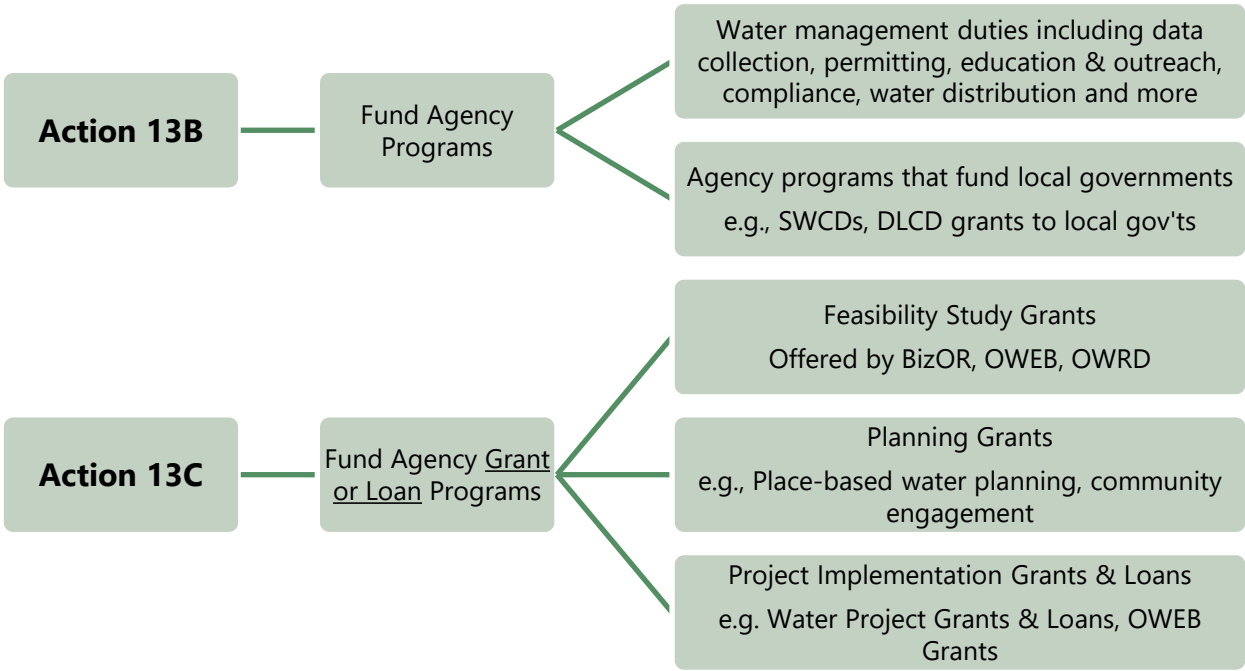 Action 13B
Fund Agency
Programs
Water management duties including data
collection, permitting, education & outreach,
compliance, water distribution and more
Agency programs that fund local governments
e.g., SWCDs, DLCD grants to local gov'ts
Action 13C
Fund Agency Grant
or Loan Programs
Feasibility Study Grants
Offered by BizOR, OWEB, OWRD
Planning Grants
e.g., Place-based water planning, community
engagement
Project Implementation Grants & Loans
e.g. Water Project Grants & Loans, OWEB
Grants